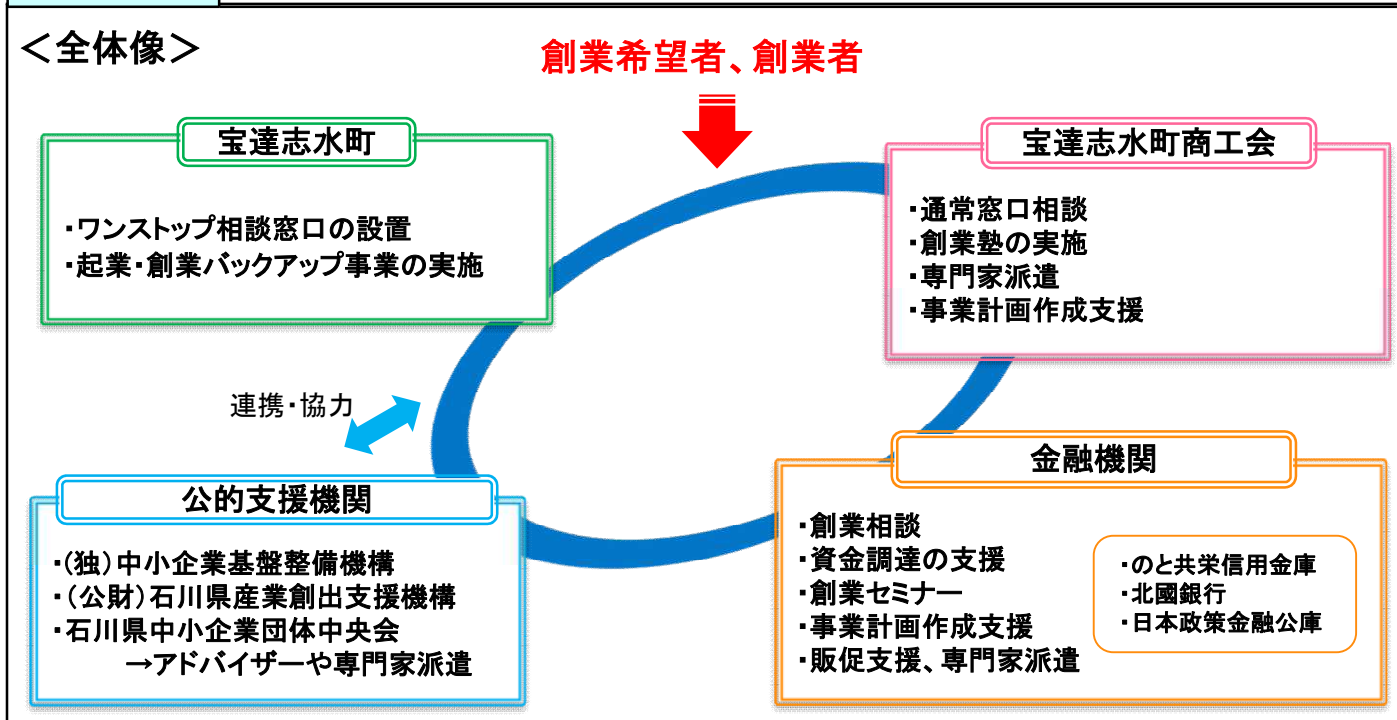 ＜全体像＞
創業希望者、創業者
宝達志水町
・ワンストップ相談窓口の設置
・起業・創業バックアップ事業の実施
宝達志水町商工会
・通常窓口相談
・創業塾の実施
・専門家派遣
・事業計画作成支援
連携・協力
公的支援機関
・(独)中小企業基盤整備機構
・(公財)石川県産業創出支援機構
・石川県中小企業団体中央会
→アドバイザーや専門家派遣
金融機関
・創業相談
・資金調達の支援
・創業セミナー
・事業計画作成支援
・販促支援、専門家派遣
・のと共栄信用金庫
・北國銀行
・日本政策金融公庫